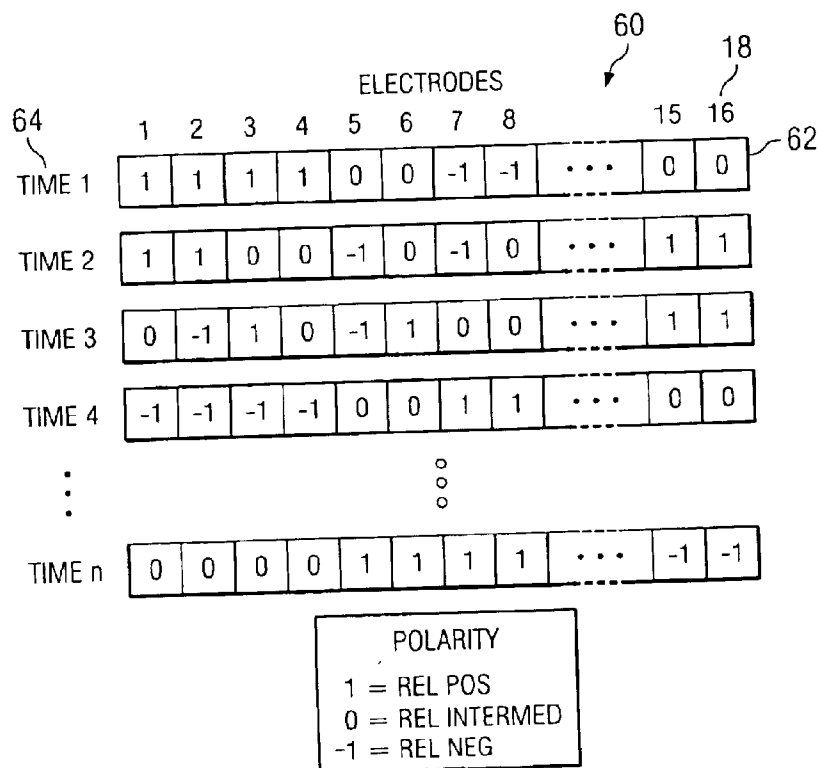 60
ELECTRODES
18
64
1 2 3 4 5 6 7 8 15 16
62
TIME 1 1 1 1 1 0 0 -1 -1 ••• 0 0
TIME 2 1 1 0 0 -1 0 -1 0 ••• 1 1
TIME 3 0 -1 1 0 -1 1 0 0 ••• 1 1
TIME 4 -1 -1 -1 -1 0 0 1 1 ••• 0 0
TIME n 0 0 0 0 1 1 1 1 ••• -1 -1
POLARITY
1 = REL POS
0 = REL INTERMED
-1 = REL NEG